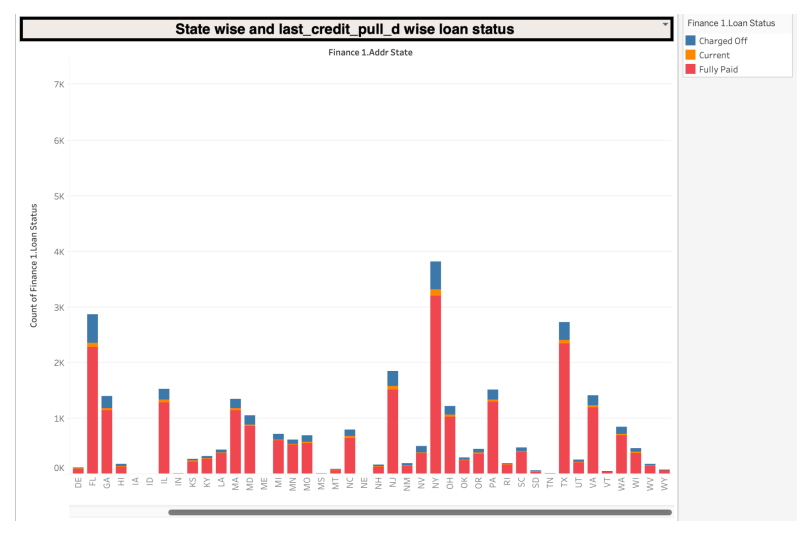 State wise and last_credit_pull_d wise loan status
Finance 1.Loan Status
Charged Off
Current
Fully Paid
Finance 1.Addr State
Count of Finance 1.Loan Status
7K
6K
5K
4K
3K
2K
1K
0K
DE FL GA HI IA ID IL IN KS KY LA MA MD ME MI MN MO MS MT NC NE NH NJ NM NV NY OH OK OR PA RI SC SD TN TX UT VA VT WA WI WV WY